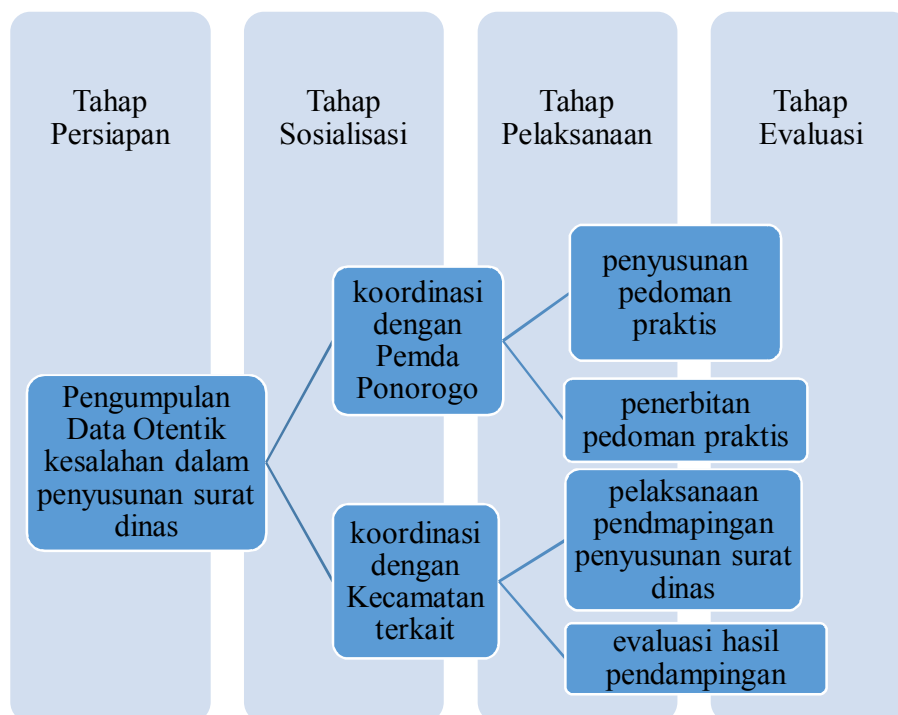 Tahap
Persiapan
Tahap
Sosialisasi
Tahap
Pelaksanaan
Tahap
Evaluasi
Pengumpulan
Data Otentik
kesalahan dalam
penyusunan surat
dinas
koordinasi
dengan
Pemda
Ponorogo
koordinasi
dengan
Kecamatan
terkait
penyusunan
pedoman
praktis
penerbitan
pedoman praktis
pelaksanaan
pendmapingan
penyusunan surat
dinas
evaluasi hasil
pendampingan